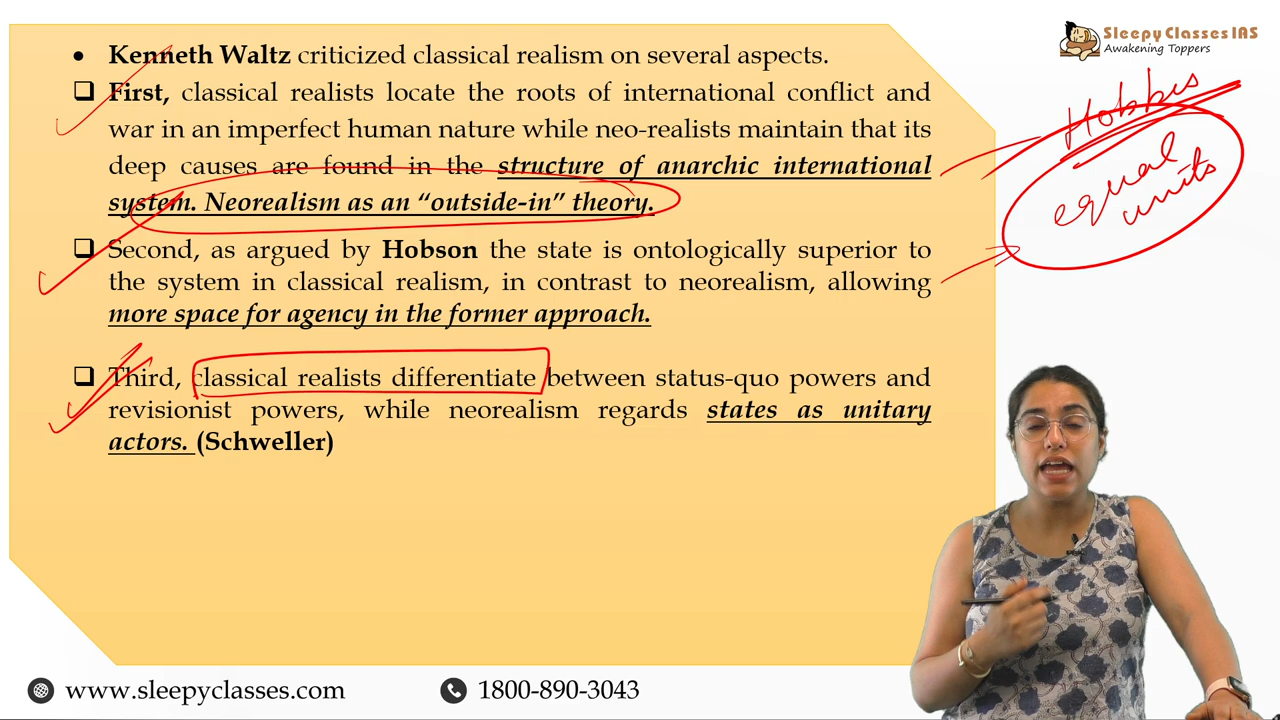 • Kenneth Waltz criticized classical realism on several aspects.
❑ First, classical realists locate the roots of international conflict and
war in an imperfect human nature while neo-realists maintain that its
deep causes are found in the structure of anarchic international
system. Neorealism as an “outside-in” theory.
❑ Second, as argued by Hobson the state is ontologically superior to
the system in classical realism, in contrast to neorealism, allowing
more space for agency in the former approach.
❑ Third, classical realists differentiate between status-quo powers and
revisionist powers, while neorealism regards states as unitary
actors. (Schweller)
Sleepy Classes IAS
Awakening Toppers
Hobbes
equal
units
www.sleepyclasses.com
1800-890-3043